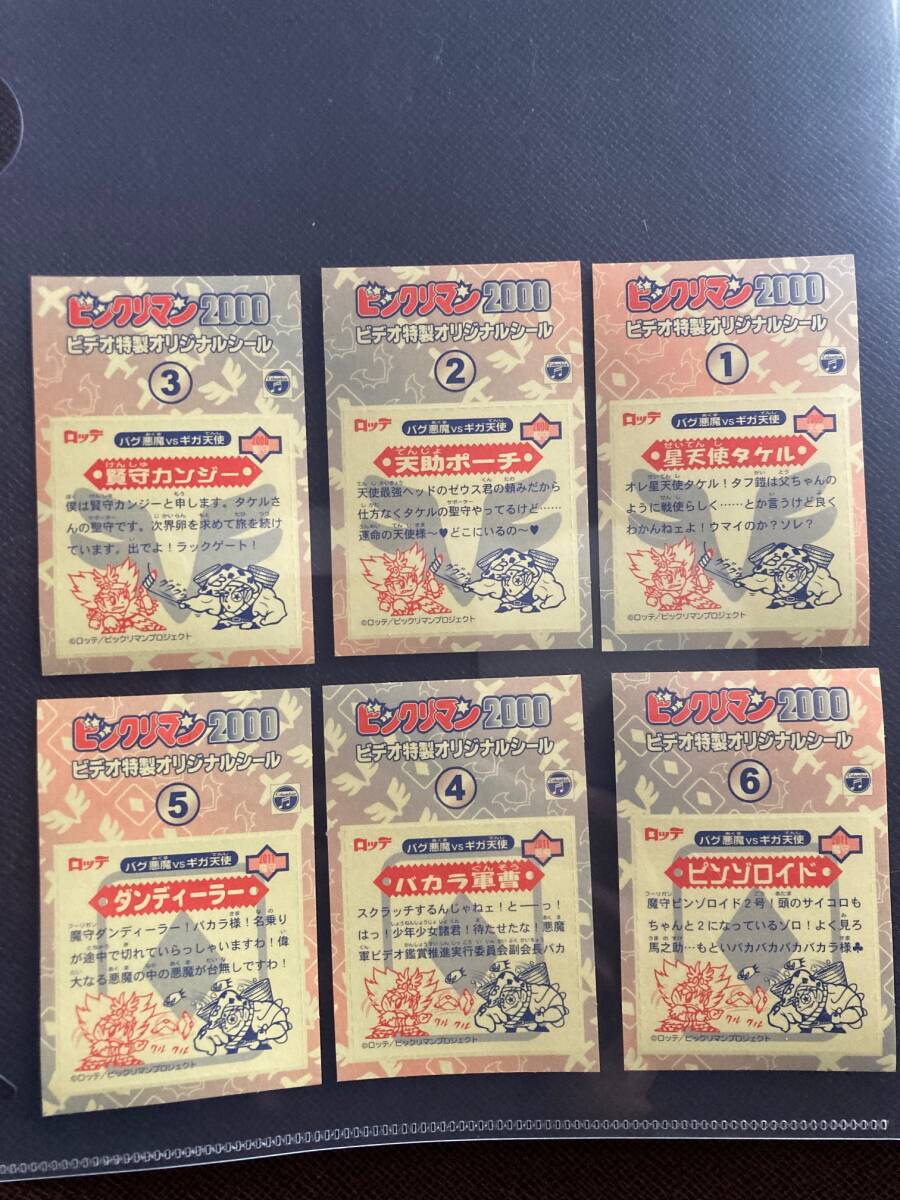 ビックリマン2000
ビデオ特製オリジナルシール
3
ロッテ
バグ悪魔vsギガ天使
賢守カンジー
僕は賢守カンジーと申します。タケルさ
んの聖守です。次界卵を求めて旅を続け
ています。出でよ！ラックゲート！
©ロッテ/ビックリマンプロジェクト
ビックリマン2000
ビデオ特製オリジナルシール
2
ロッテ
バグ悪魔vsギガ天使
天助ポーチ
天使最強ヘッドのゼウス君の頼みだから
仕方なくタケルの聖守やってるけど……
運命の天使様〜♥どこにいるの〜♥
©ロッテ/ビックリマンプロジェクト
ビックリマン2000
ビデオ特製オリジナルシール
1
ロッテ
バグ悪魔vsギガ天使
星天使タケル
オレ星天使タケル！タフ鎧は父ちゃんの
ように戦使らしく……とか言うけど良く
わかんねェよ！ウマイのか？ソレ？
©ロッテ/ビックリマンプロジェクト
ビックリマン2000
ビデオ特製オリジナルシール
5
ロッテ
バグ悪魔vsギガ天使
ダンディーラー
魔守ダンディーラー！バカラ様！名乗り
が途中で切れていらっしゃいますわ！偉
大なる悪魔の中の悪魔が台無しですわ！
クル クル
©ロッテ/ビックリマンプロジェクト
ビックリマン2000
ビデオ特製オリジナルシール
4
ロッテ
バグ悪魔vsギガ天使
バカラ軍曹
スクラッチするんじゃねェ！とーーっ！
はっ！少年少女諸君！待たせたな！悪魔
軍ビデオ鑑賞推進実行委員会副会長バカ
クル クル
©ロッテ/ビックリマンプロジェクト
ビックリマン2000
ビデオ特製オリジナルシール
6
ロッテ
バグ悪魔vsギガ天使
ピンゾロイド
魔守ピンゾロイド2号！頭のサイコロも
ちゃんと2になっているゾロ！よく見ろ
馬之助…もといバカバカバカバカラ様♣
クル クル
©ロッテ/ビックリマンプロジェクト